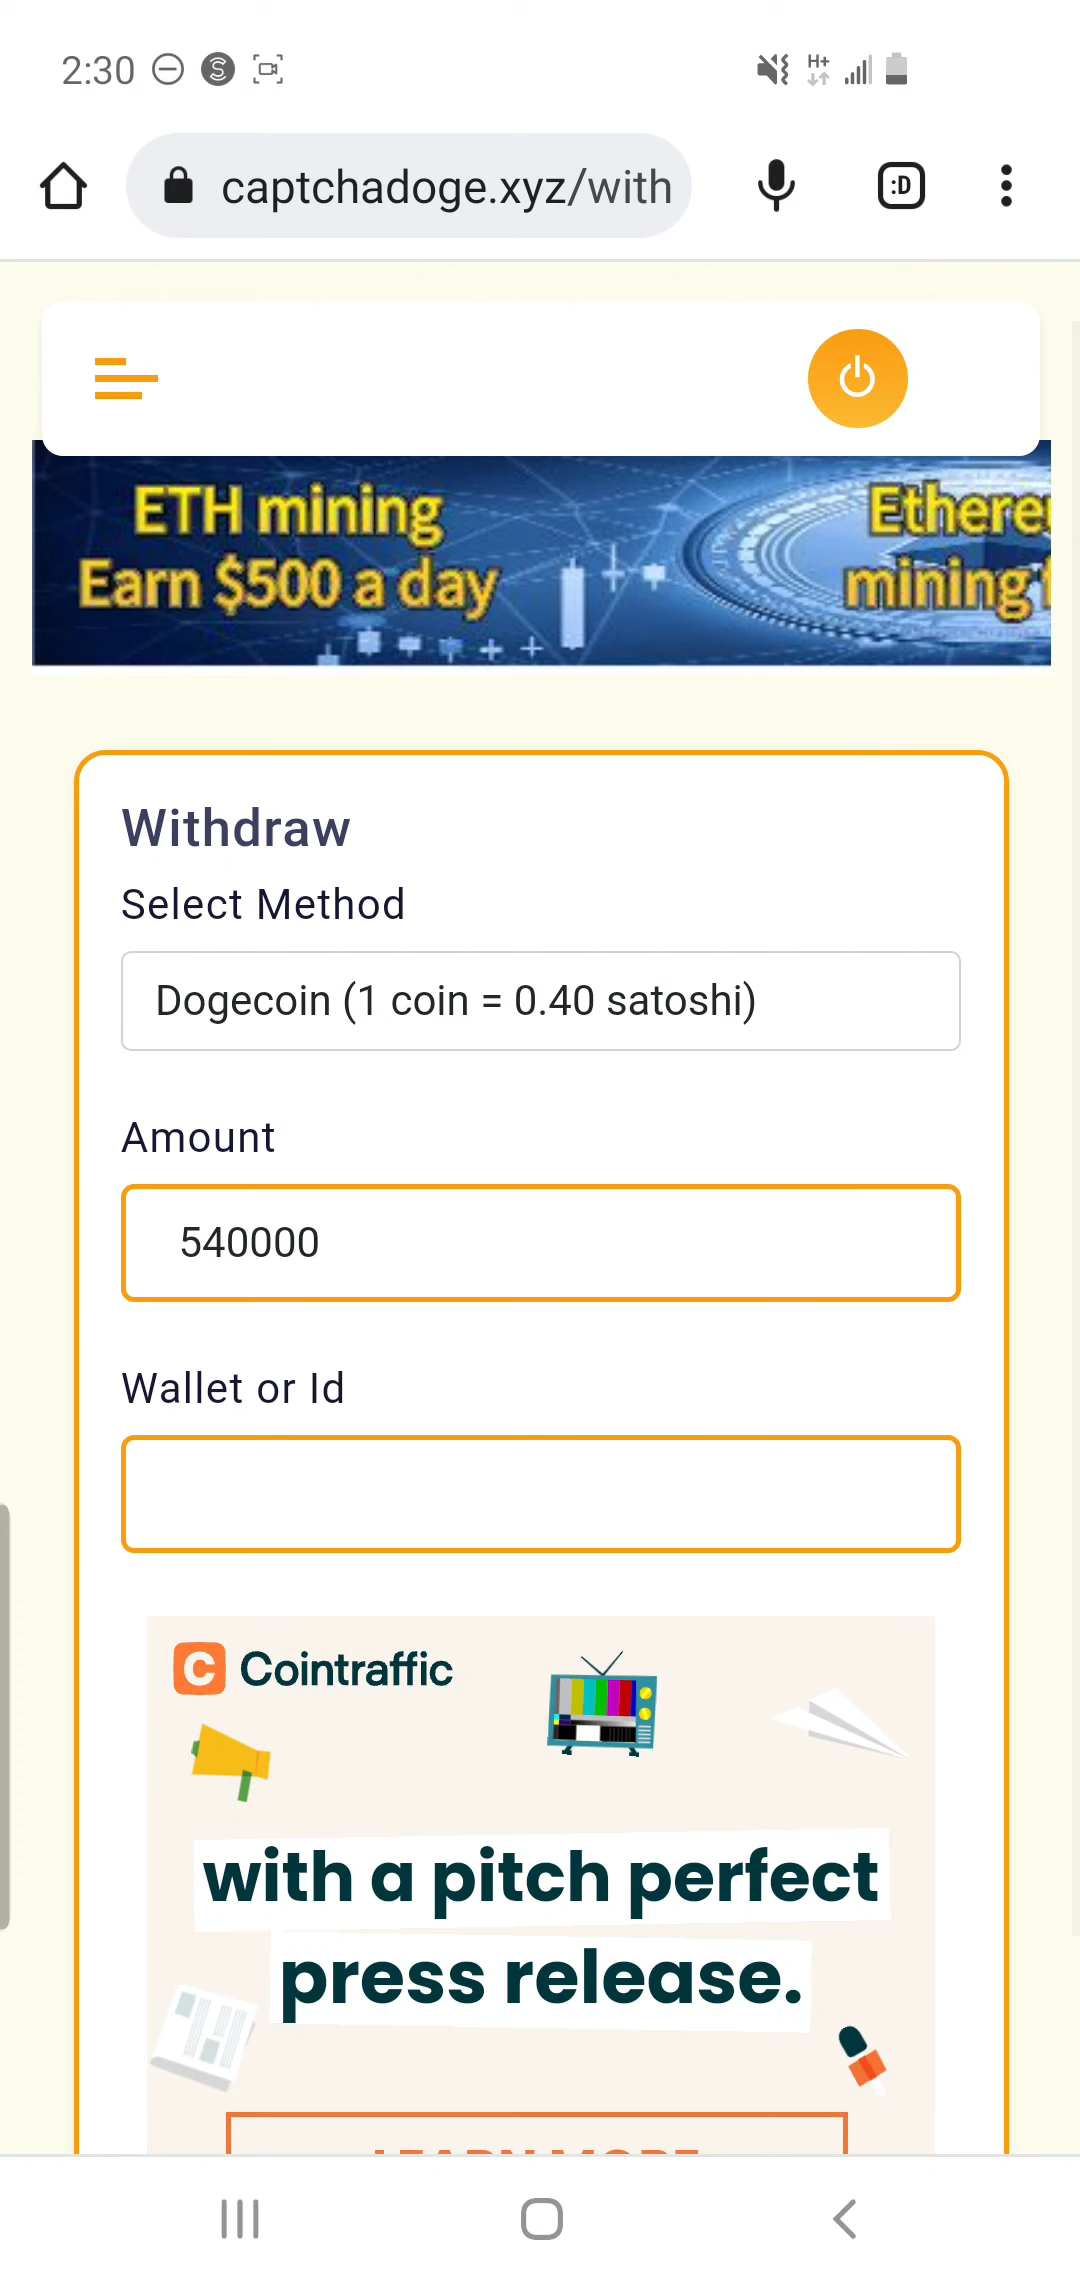 2:30
H+
captchadoge.xyz/with
:D
ETH mining
Earn $500 a day
mining
Withdraw
Select Method
Dogecoin (1 coin = 0.40 satoshi)
Amount
540000
Wallet or Id
C Cointraffic
with a pitch perfect
press release.